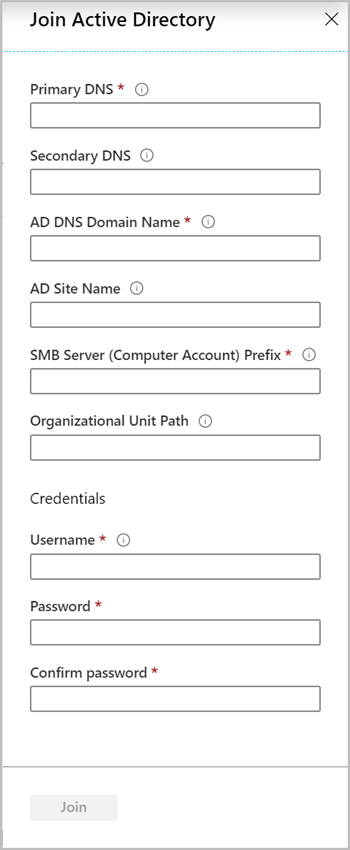 Join Active Directory
Primary DNS *
Secondary DNS
AD DNS Domain Name *
AD Site Name
SMB Server (Computer Account) Prefix *
Organizational Unit Path
Credentials
Username *
Password *
Confirm password *
Join